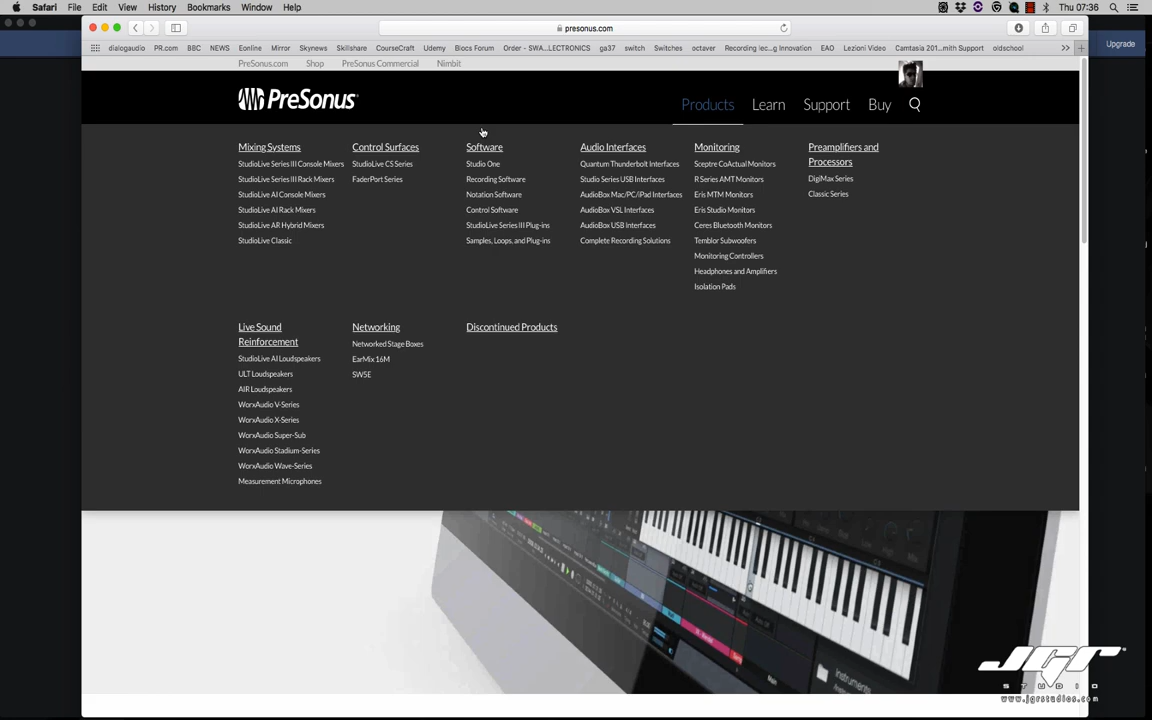 Safari File Edit View History Bookmarks Window Help Thu 07:36
presonus.com
Upgrade
dialogaudio PR.com BBC NEWS Eonline Mirror Skynews Skillshare CourseCraft Udemy Blocs Forum Order - SWA...LECTRONICS ga37 switch Switches octaver Recording lec...g Innovation EAO Lezioni Video Camtasia 201...mith Support oidschool >> +
PreSonus.com Shop PreSonus Commercial Nimbit
PreSonus Products Learn Support Buy
Mixing Systems
StudioLive Series III Console Mixers
StudioLive Series III Rack Mixers
StudioLive AI Console Mixers
StudioLive AI Rack Mixers
StudioLive AR Hybrid Mixers
StudioLive Classic
Control Surfaces
StudioLive CS Series
FaderPort Series
Software
Studio One
Recording Software
Notation Software
Control Software
StudioLive Series III Plug-ins
Samples, Loops, and Plug-ins
Audio Interfaces
Quantum Thunderbolt Interfaces
Studio Series USB Interfaces
AudioBox Mac/PC/iPad Interfaces
AudioBox VSL Interfaces
AudioBox USB Interfaces
Complete Recording Solutions
Monitoring
Sceptre CoActual Monitors
R Series AMT Monitors
Eris MTM Monitors
Eris Studio Monitors
Ceres Bluetooth Monitors
Temblor Subwoofers
Monitoring Controllers
Headphones and Amplifiers
Isolation Pads
Preamplifiers and
Processors
DigiMax Series
Classic Series
Live Sound
Reinforcement
StudioLive AI Loudspeakers
ULT Loudspeakers
AIR Loudspeakers
WorxAudio V-Series
WorxAudio X-Series
WorxAudio Super-Sub
WorxAudio Stadium-Series
WorxAudio Wave-Series
Measurement Microphones
Networking
Networked Stage Boxes
EarMix 16M
SW5E
Discontinued Products
Instruments
Main
JGR
STUDIO
www.jgrstudios.com